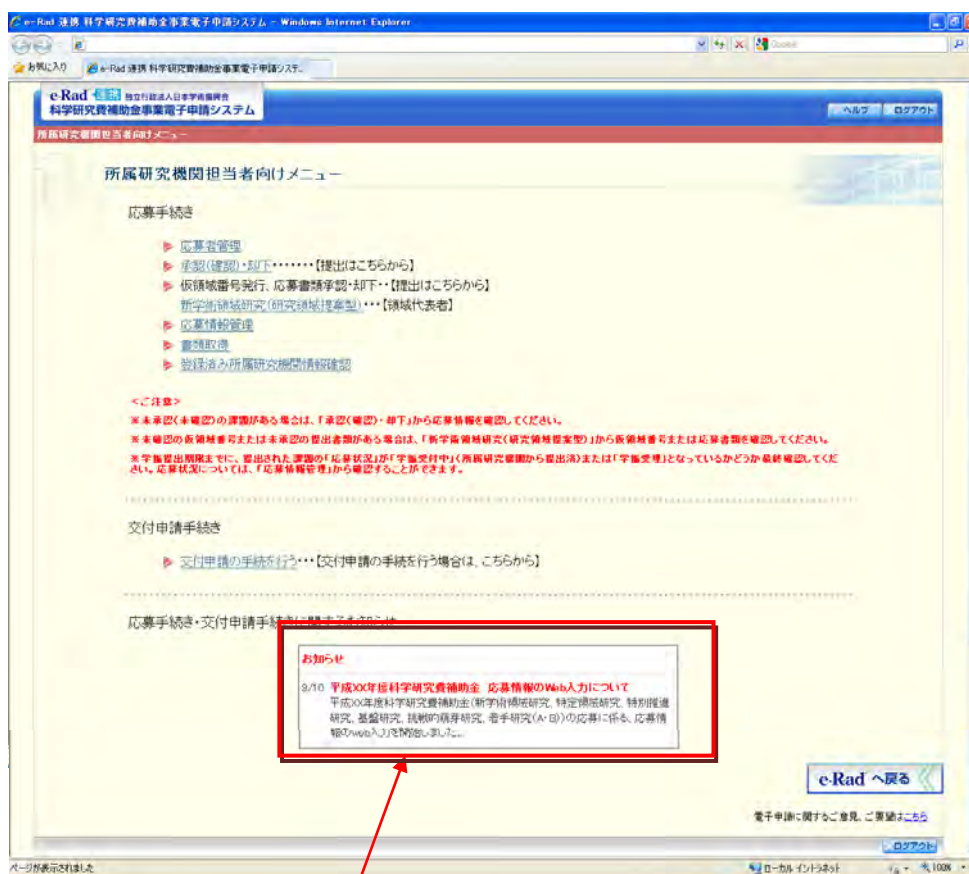 e-Rad 連携 科学研究費補助金事業電子申請システム - Windows Internet Explorer
Google
お気に入り
e-Rad 連携 科学研究費補助金事業電子申請システ..
e-Rad 連携 独立行政法人日本学術振興会
科学研究費補助金事業電子申請システム
ヘルプ
ログアウト
所属研究機関担当者向けメニュー
所属研究機関担当者向けメニュー
応募手続き
応募者管理
承認(確認)・却下・・・・・・・【提出はこちらから】
仮領域番号発行、応募書類承認・却下・・【提出はこちらから】
新学術領域研究(研究領域提案型)・・・【領域代表者】
応募情報管理
書類取得
登録済み所属研究機関情報確認
<ご注意>
※未承認(未確認)の課題がある場合は、「承認(確認)・却下」から応募情報を確認してください。
※未確認の仮領域番号または未承認の提出書類がある場合は、「新学術領域研究(研究領域提案型)」から仮領域番号または応募書類を確認してください。
※学振提出期限までに、提出された課題の「応募状況」が「学振受付中」(所属研究機関から提出済)または「学振受理」となっているかどうか最終確認してくだ
さい。応募状況については、「応募情報管理」から確認することができます。
交付申請手続き
交付申請の手続を行う・・・【交付申請の手続を行う場合は、こちらから】
応募手続き・交付申請手続きに関するお知らせ
お知らせ
9/10 平成XX年度科学研究費補助金 応募情報のWeb入力について
平成XX年度科学研究費補助金(新学術領域研究、特定領域研究、特別推進
研究、基盤研究、挑戦的萌芽研究、若手研究(A・B))の応募に係る、応募情
報のweb入力を開始しました。
e-Rad へ戻る
電子申請に関するご意見、ご要望はこちら
ログアウト
ページが表示されました
ローカル イントラネット
100%